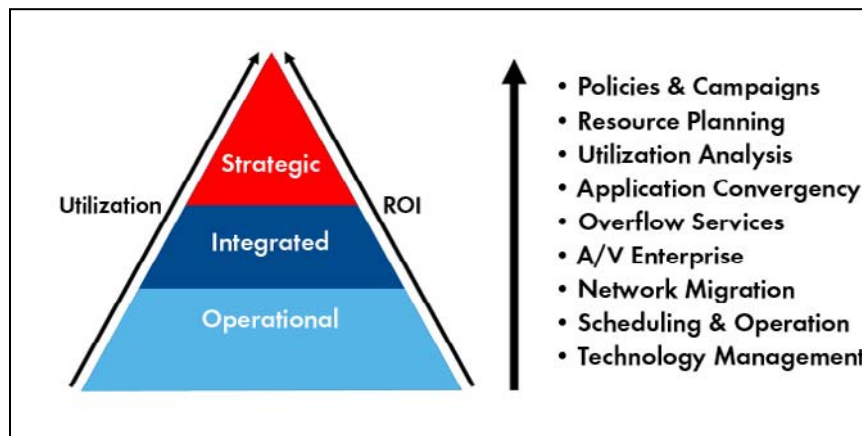 Strategic
Utilization
ROI
Integrated
Operational
• Policies & Campaigns
• Resource Planning
• Utilization Analysis
• Application Convergency
• Overflow Services
• A/V Enterprise
• Network Migration
• Scheduling & Operation
• Technology Management